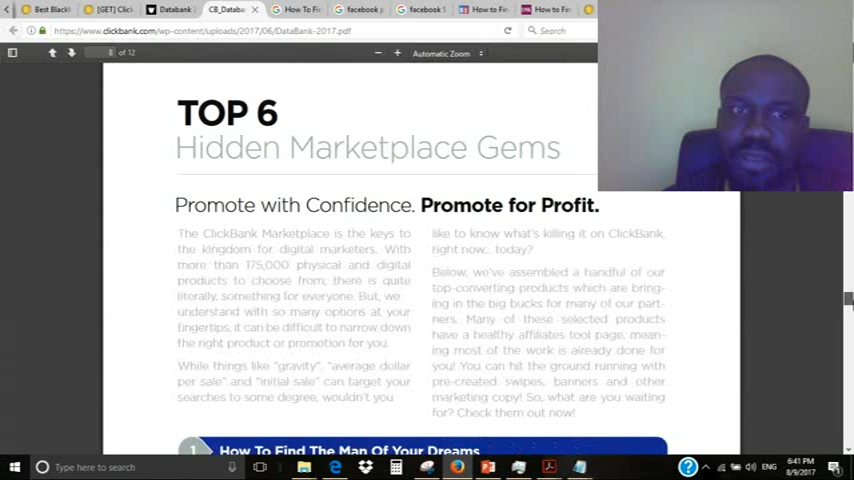 Best Blackh
[GET] Click
Databank
CB_Databa
How To Fi
facebook p
facebook
How to Fin
How to Fin
https://www.clickbank.com/wp-content/uploads/2017/06/DataBank-2017.pdf
Search
8 of 12
Automatic Zoom
TOP 6
Hidden Marketplace Gems
Promote with Confidence. Promote for Profit.
The ClickBank Marketplace is the keys to
the kingdom for digital marketers. With
more than 175,000 physical and digital
products to choose from, there is quite
literally, something for everyone. But, we
understand with so many options at your
fingertips, it can be difficult to narrow down
the right product or promotion for you.
While things like "gravity", "average dollar
per sale" and "initial sale" can target your
searches to some degree, wouldn't you
like to know what's killing it on ClickBank,
right now... today?
Below, we've assembled a handful of our
top-converting products which are bring-
ing in the big bucks for many of our part-
ners. Many of these selected products
have a healthy affiliates tool page, mean-
ing most of the work is already done for
you! You can hit the ground running with
pre-created swipes, banners and other
marketing copy! So, what are you waiting
for? Check them out now!
1 How To Find The Man Of Your Dreams
Type here to search
ENG
6:41 PM
8/9/2017